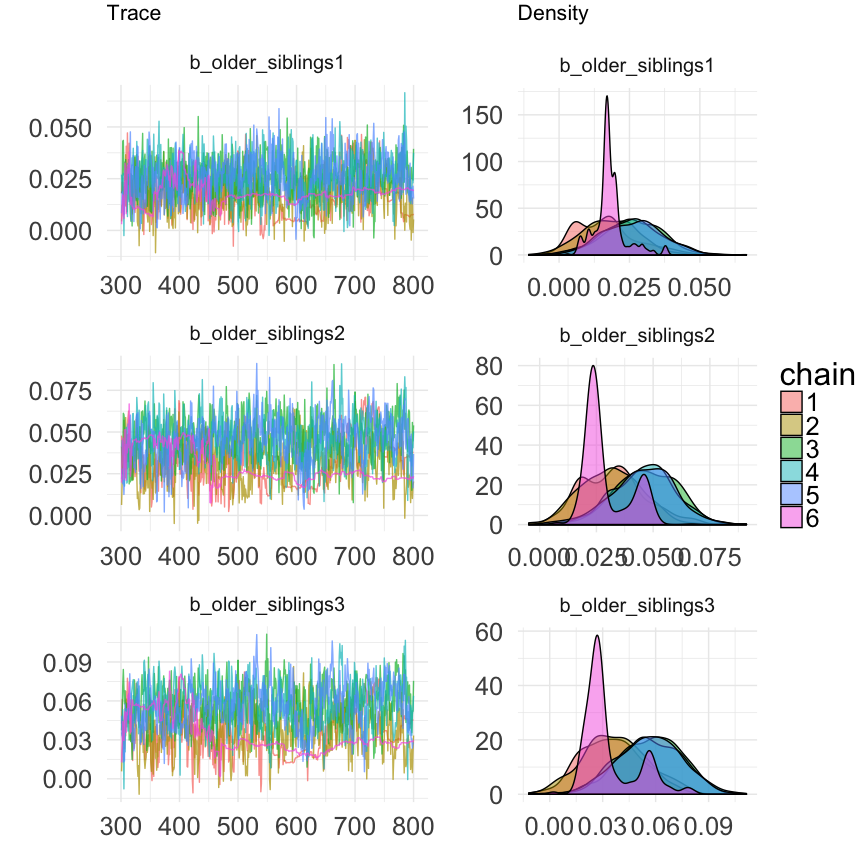 Trace
Density
b_older_siblings1
b_older_siblings1
0.050
0.025
0.000
300 400 500 600 700 800
150
100
50
0
0.000 0.025 0.050
b_older_siblings2
b_older_siblings2
0.075
0.050
0.025
0.000
300 400 500 600 700 800
80
60
40
20
0
0.000 0.025 0.050 0.075
b_older_siblings3
b_older_siblings3
0.09
0.06
0.03
0.00
300 400 500 600 700 800
60
40
20
0
0.00 0.03 0.06 0.09
chain
1
2
3
4
5
6